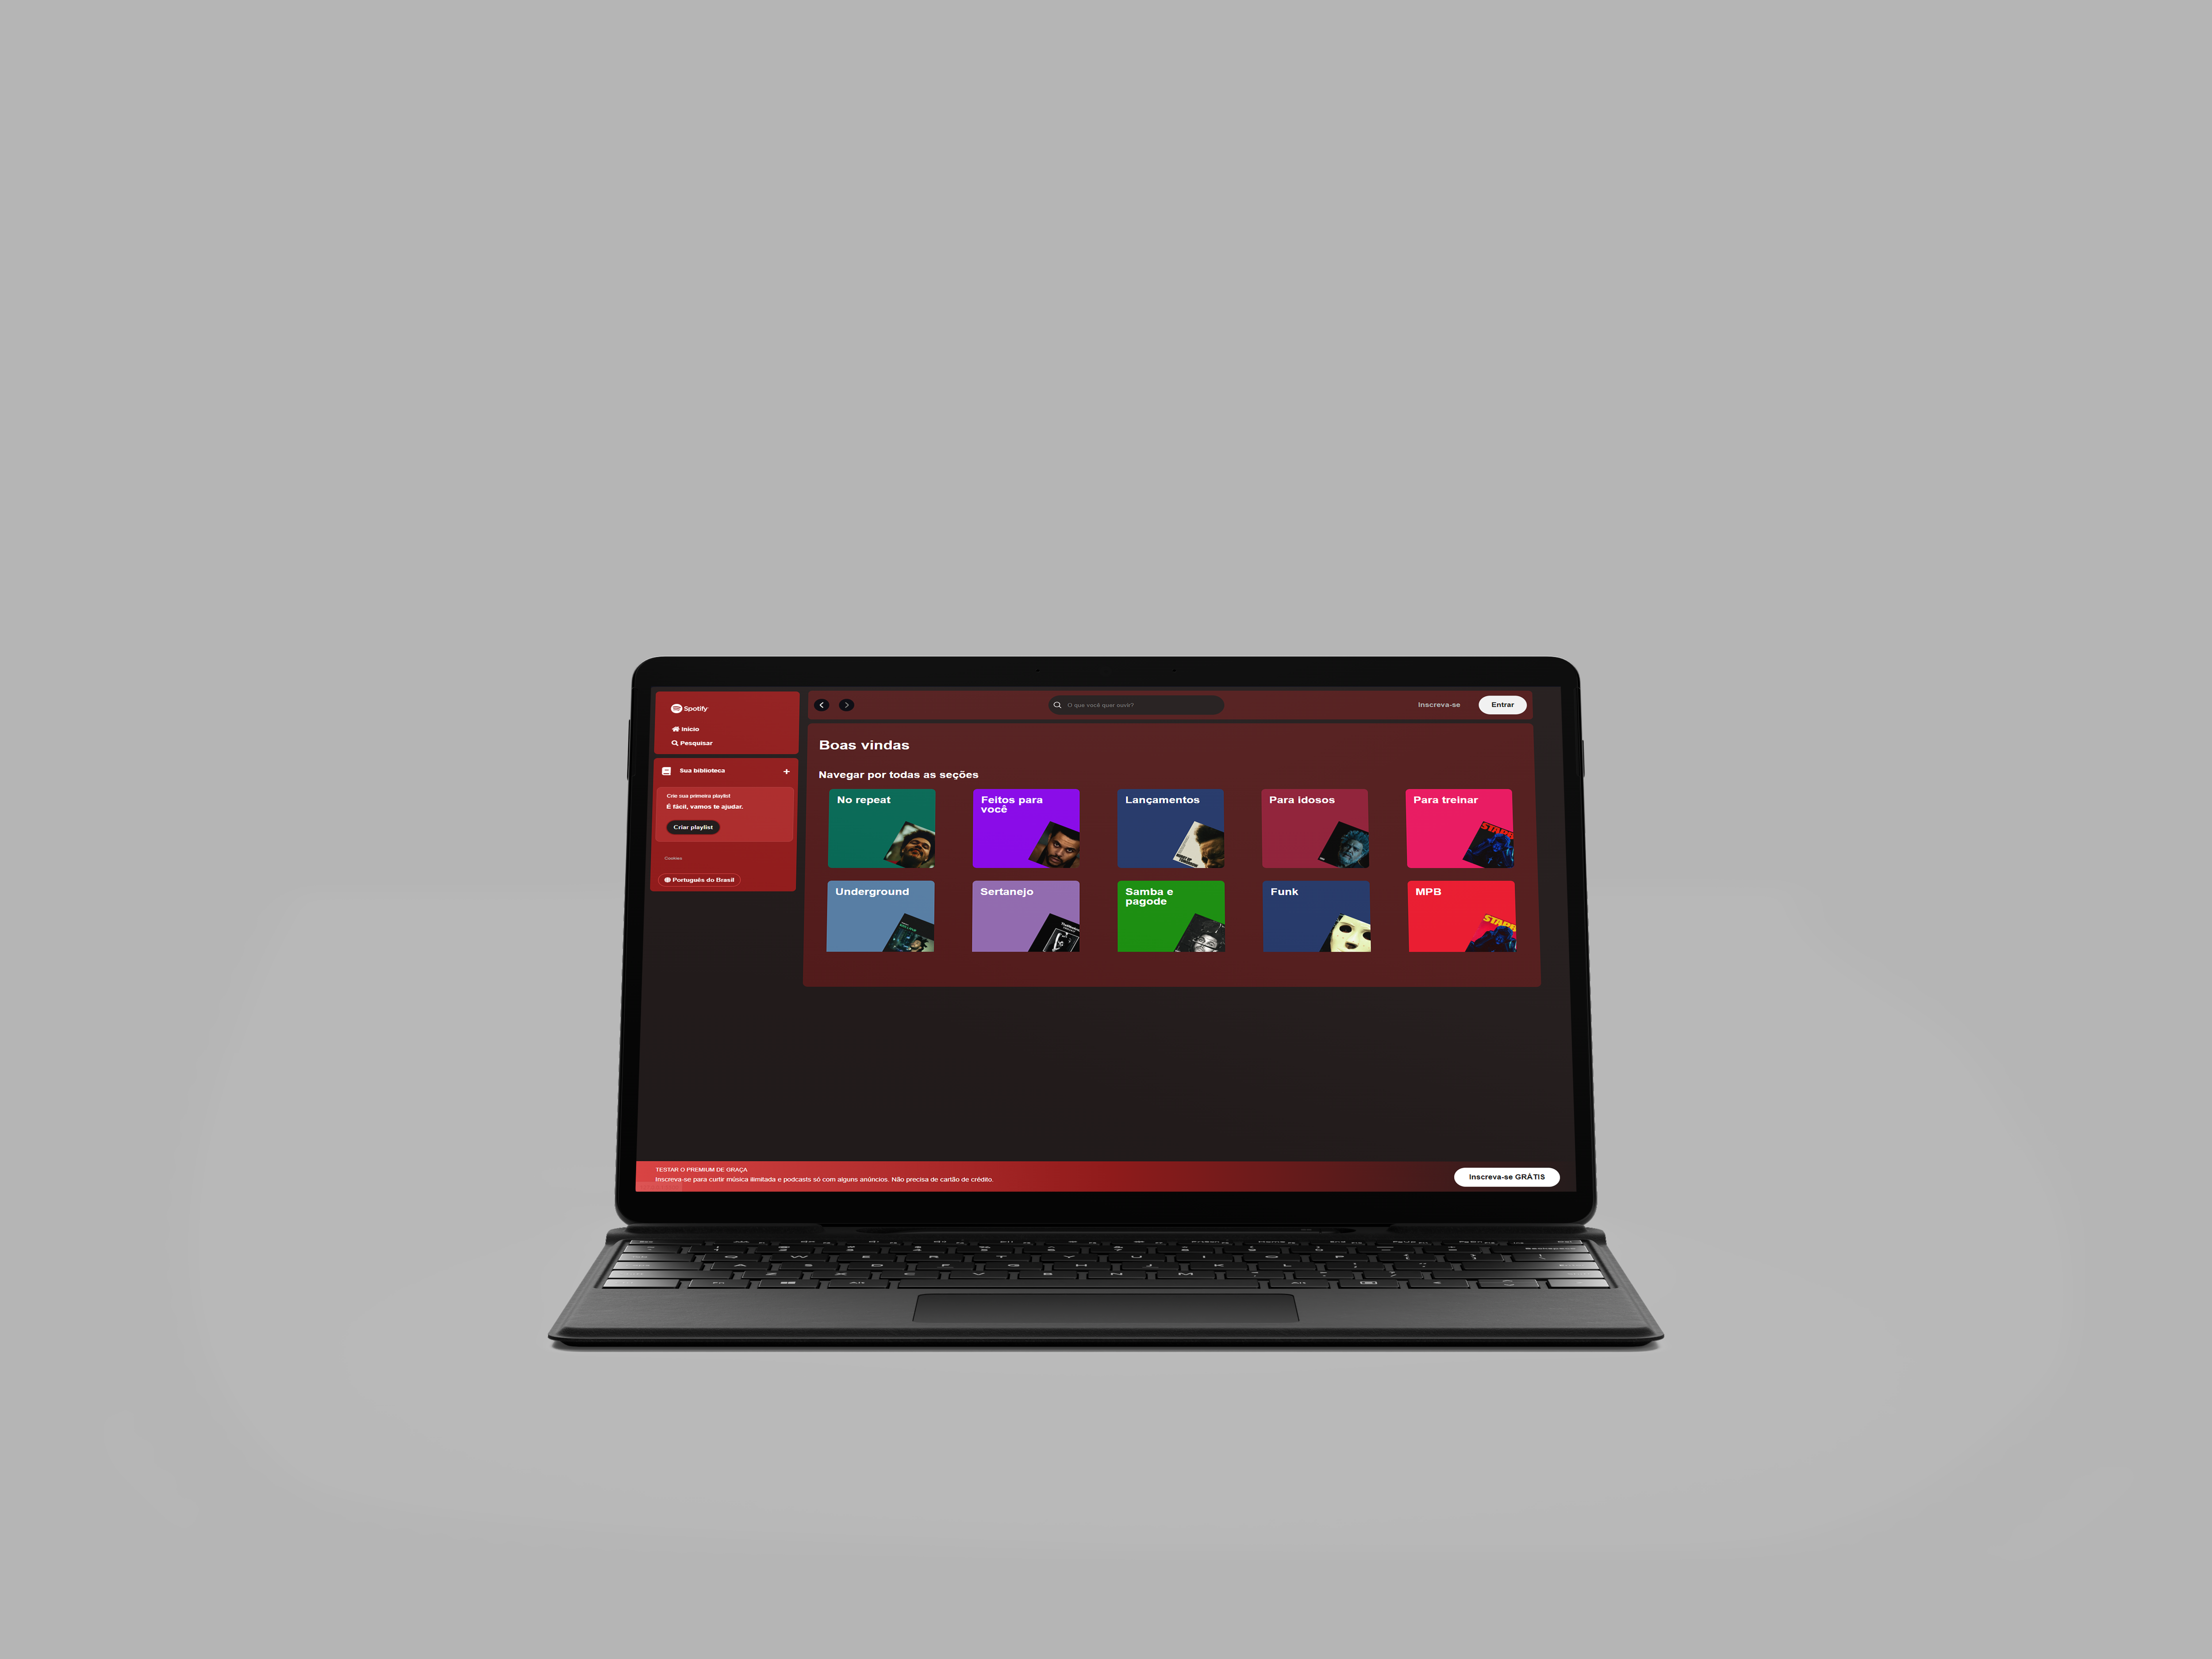 Spotify
Início
Pesquisar
Sua biblioteca
+
Crie sua primeira playlist
É fácil, vamos te ajudar.
Criar playlist
Cookies
Português do Brasil
O que você quer ouvir?
Inscreva-se
Entrar
Boas vindas
Navegar por todas as seções
No repeat
Feitos para
você
Lançamentos
Para idosos
Para treinar
Underground
Sertanejo
Samba e
pagode
Funk
MPB
TESTAR O PREMIUM DE GRAÇA
Inscreva-se para curtir música ilimitada e podcasts só com alguns anúncios. Não precisa de cartão de crédito.
Inscreva-se GRÁTIS
Q W E R T Y U I O P
A S D F G H J K L
Z X C V B N M
Fn Alt Alt